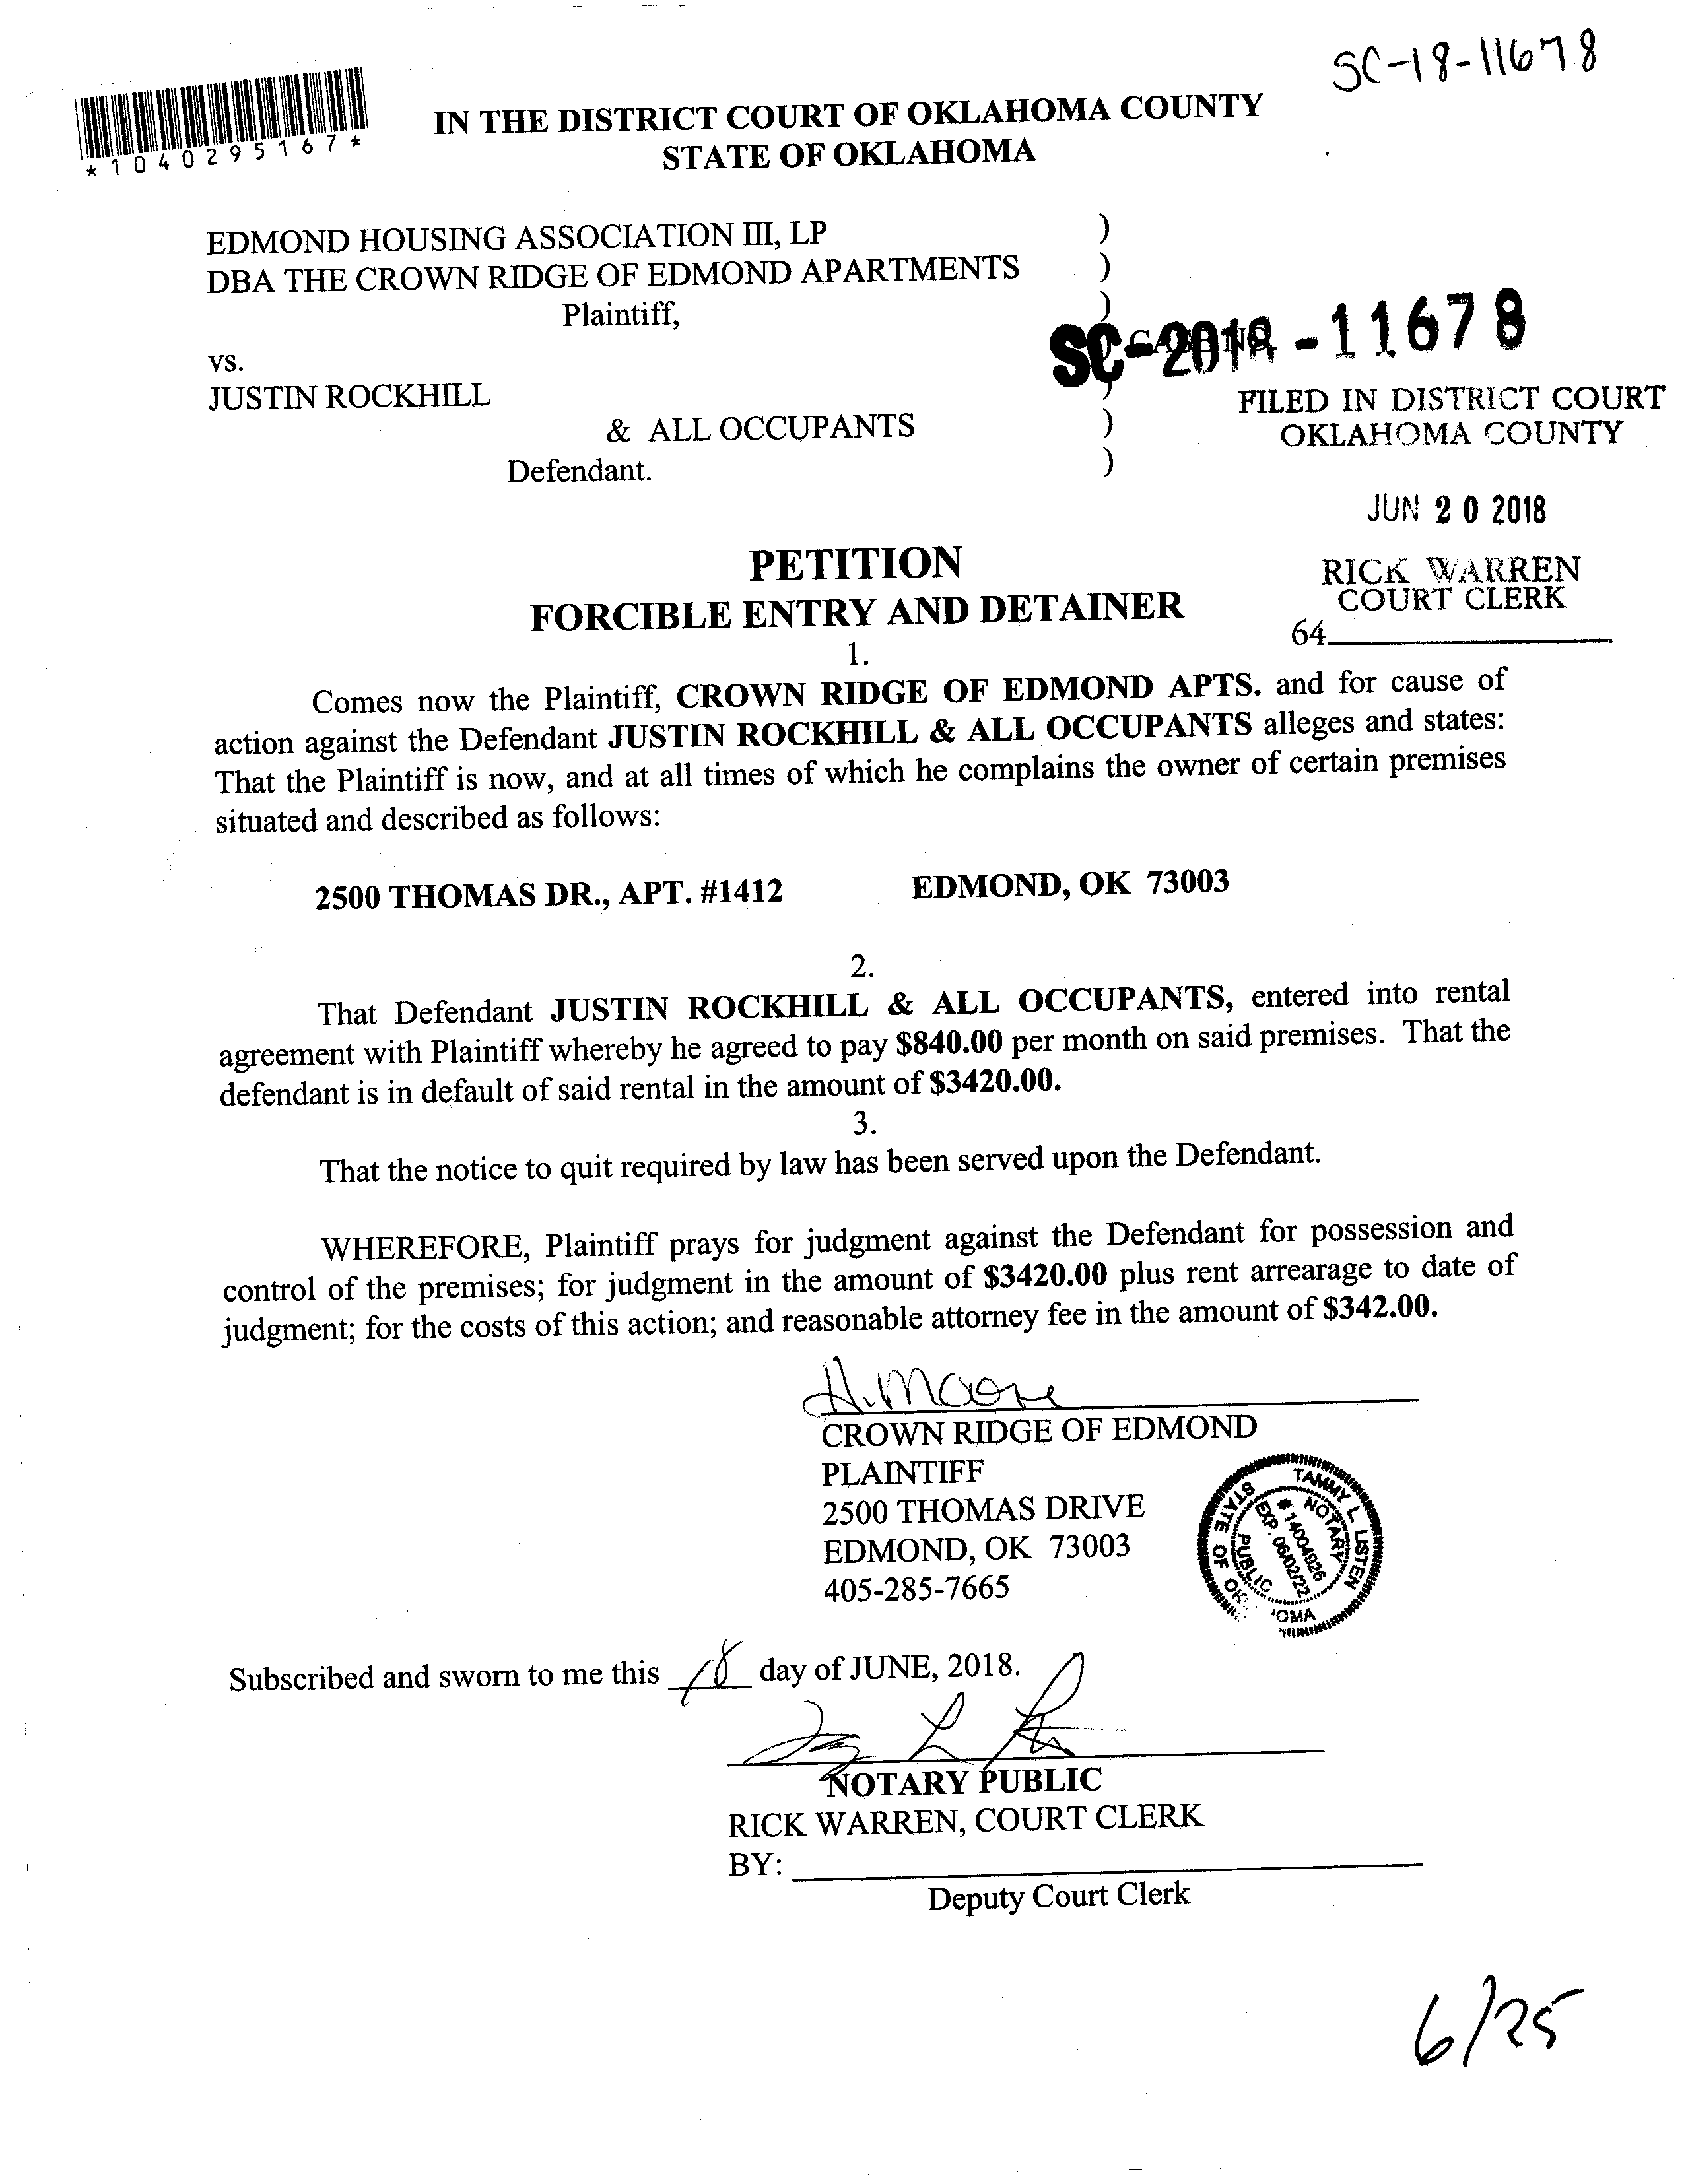 SC-18-11678
*1040295167*
IN THE DISTRICT COURT OF OKLAHOMA COUNTY
STATE OF OKLAHOMA
EDMOND HOUSING ASSOCIATION III, LP )
DBA THE CROWN RIDGE OF EDMOND APARTMENTS )
Plaintiff, )
) CASE NO.
SC-2018-11678
vs.
JUSTIN ROCKHILL )
& ALL OCCUPANTS )
Defendant. )
FILED IN DISTRICT COURT
OKLAHOMA COUNTY
JUN 20 2018
RICK WARREN
COURT CLERK
64
PETITION
FORCIBLE ENTRY AND DETAINER
1.
Comes now the Plaintiff, CROWN RIDGE OF EDMOND APTS. and for cause of
action against the Defendant JUSTIN ROCKHILL & ALL OCCUPANTS alleges and states:
That the Plaintiff is now, and at all times of which he complains the owner of certain premises
situated and described as follows:
2500 THOMAS DR., APT. #1412 EDMOND, OK 73003
2.
That Defendant JUSTIN ROCKHILL & ALL OCCUPANTS, entered into rental
agreement with Plaintiff whereby he agreed to pay $840.00 per month on said premises. That the
defendant is in default of said rental in the amount of $3420.00.
3.
That the notice to quit required by law has been served upon the Defendant.
WHEREFORE, Plaintiff prays for judgment against the Defendant for possession and
control of the premises; for judgment in the amount of $3420.00 plus rent arrearage to date of
judgment; for the costs of this action; and reasonable attorney fee in the amount of $342.00.
H. Moore
CROWN RIDGE OF EDMOND
PLAINTIFF
2500 THOMAS DRIVE
EDMOND, OK 73003
405-285-7665
TAMMY L. LISTEN
NOTARY
# 14004926
EXP. 06/02/22
PUBLIC
STATE OF OK OMA
Subscribed and sworn to me this 18 day of JUNE, 2018.
NOTARY PUBLIC
RICK WARREN, COURT CLERK
BY:
Deputy Court Clerk
6/25